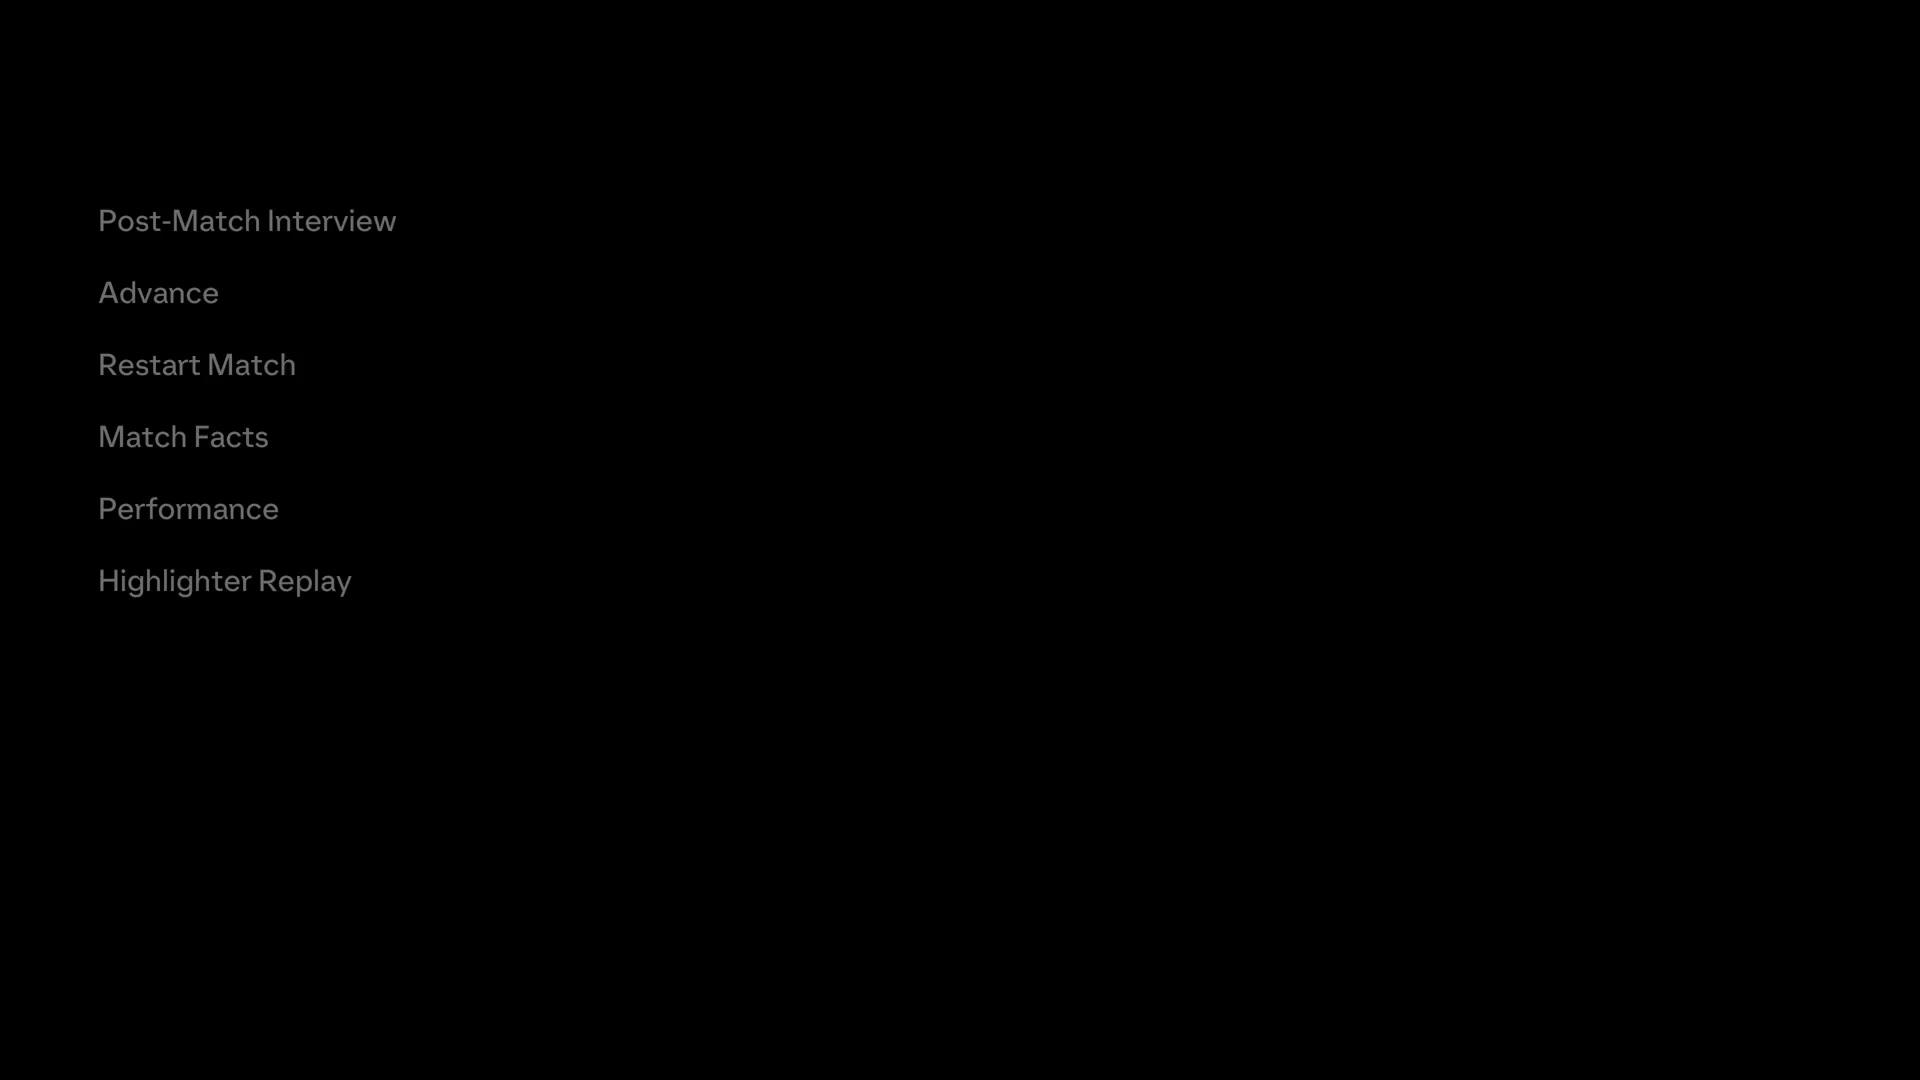 Post-Match Interview
Advance
Restart Match
Match Facts
Performance
Highlighter Replay